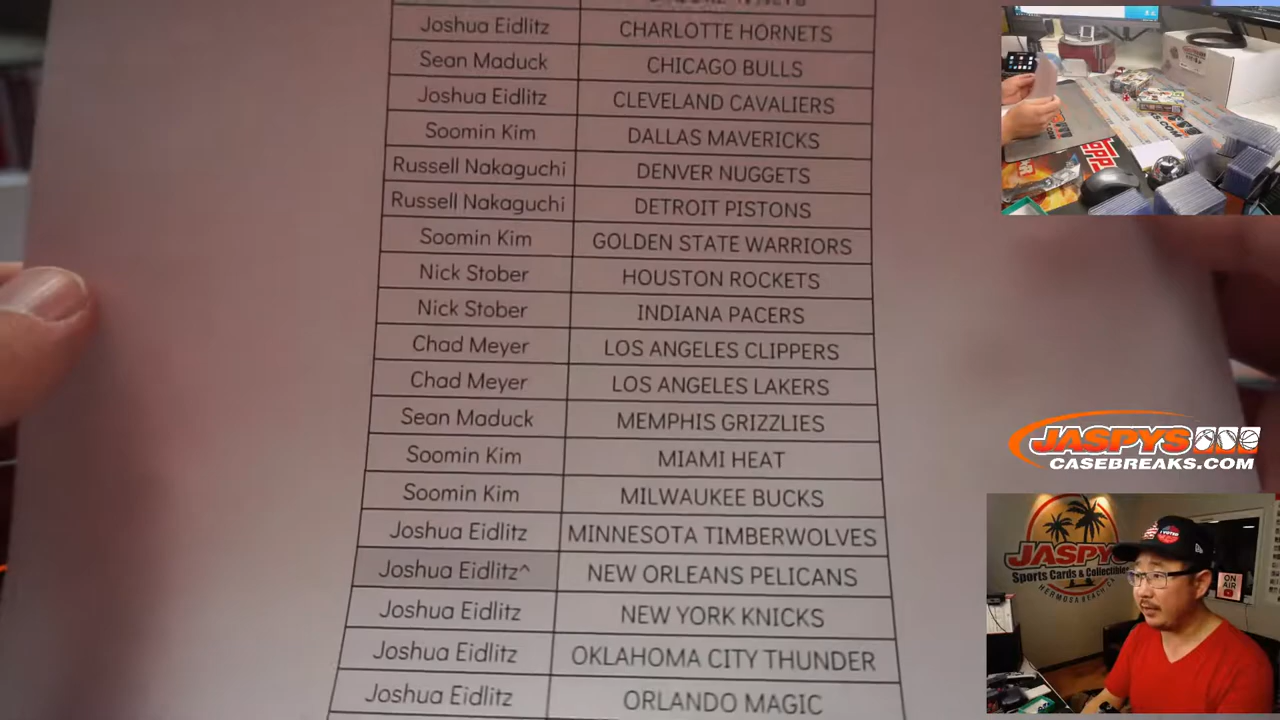 Joshua Eidlitz CHARLOTTE HORNETS
Sean Maduck CHICAGO BULLS
Joshua Eidlitz CLEVELAND CAVALIERS
Soomin Kim DALLAS MAVERICKS
Russell Nakaguchi DENVER NUGGETS
Russell Nakaguchi DETROIT PISTONS
Soomin Kim GOLDEN STATE WARRIORS
Nick Stober HOUSTON ROCKETS
Nick Stober INDIANA PACERS
Chad Meyer LOS ANGELES CLIPPERS
Chad Meyer LOS ANGELES LAKERS
Sean Maduck MEMPHIS GRIZZLIES
Soomin Kim MIAMI HEAT
Soomin Kim MILWAUKEE BUCKS
Joshua Eidlitz MINNESOTA TIMBERWOLVES
Joshua Eidlitz^ NEW ORLEANS PELICANS
Joshua Eidlitz NEW YORK KNICKS
Joshua Eidlitz OKLAHOMA CITY THUNDER
Joshua Eidlitz ORLANDO MAGIC
JASPYS
CASEBREAKS.COM
JASPY'S
Sports Cards & Collectibles
HERMOSA BEACH, CA
ON
AIR